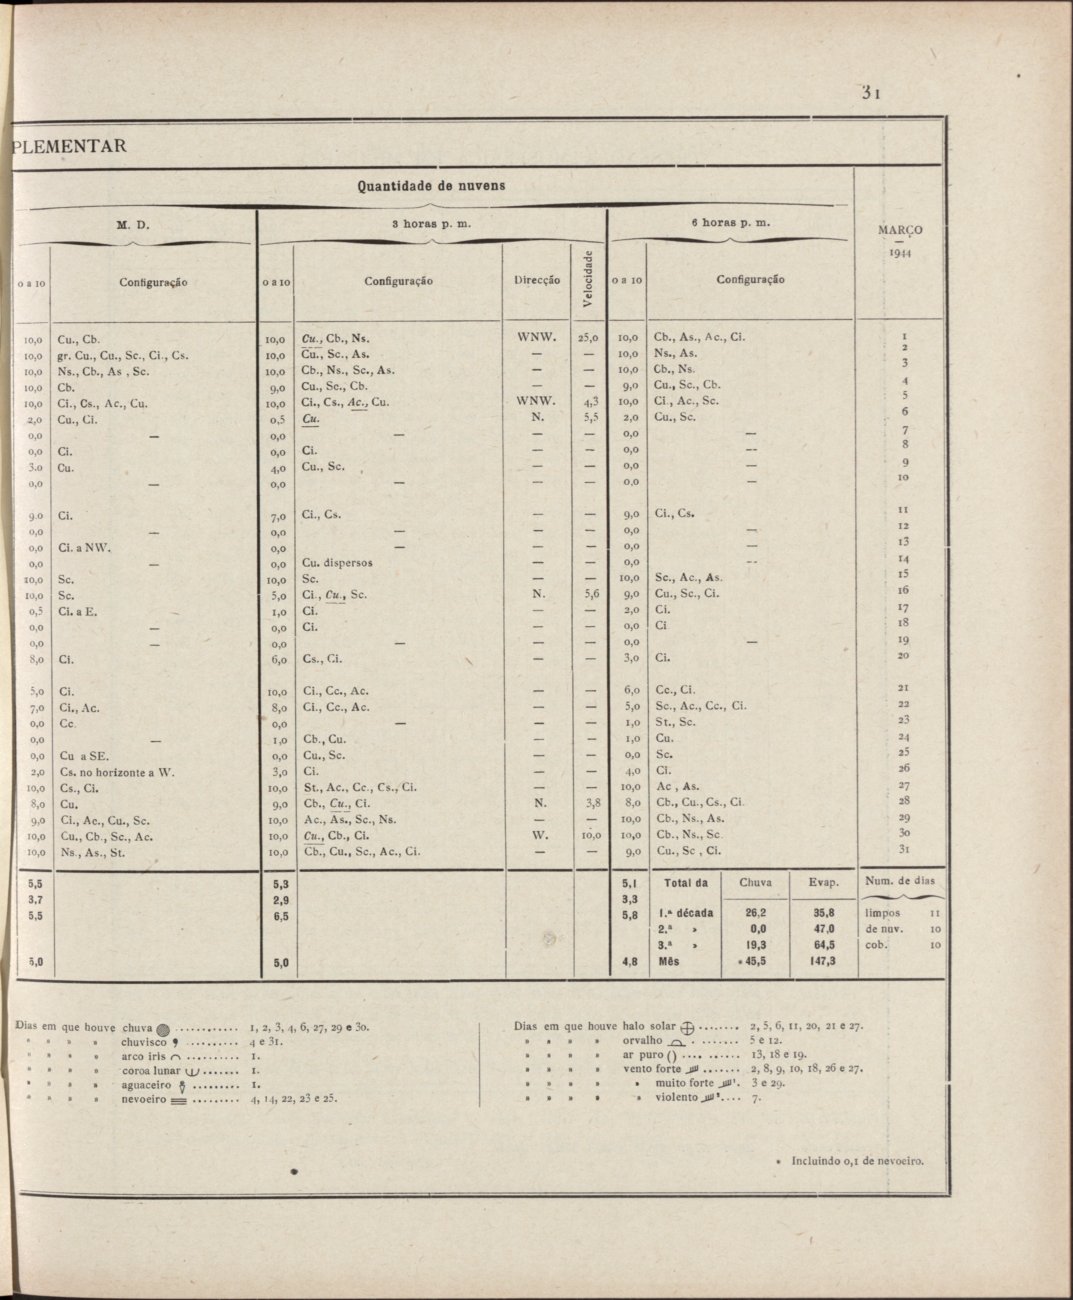 31
PLEMENTAR
Quantidade de nuvens
M. D. 3 horas p. m. 6 horas p. m. MARÇO
—
1944
0 a 10 Configuração 0 a 10 Configuração Direcção Velocidade 0 a 10 Configuração
10,0 Cu., Cb. 10,0 Cu., Cb., Ns. WNW. 25,0 10,0 Cb., As., Ac., Ci. 1
10,0 gr. Cu., Cu., Sc., Ci., Cs. 10,0 Cu., Sc., As. — — 10,0 Ns., As. 2
10,0 Ns., Cb., As , Sc. 10,0 Cb., Ns., Sc., As. — — 10,0 Cb., Ns. 3
10,0 Cb. 9,0 Cu., Sc., Cb. — — 9,0 Cu., Sc., Cb. 4
10,0 Ci., Cs., Ac., Cu. 10,0 Ci., Cs., Ac., Cu. WNW. 4,3 10,0 Ci., Ac., Sc. 5
2,0 Cu., Ci. 0,5 Cu. N. 5,5 2,0 Cu., Sc. 6
0,0 — 0,0 — — — 0,0 — 7
0,0 Ci. 0,0 Ci. — — 0,0 — 8
3.0 Cu. 4,0 Cu., Sc. — — 0,0 — 9
0,0 — 0,0 — — — 0.0 — 10
9.0 Ci. 7,0 Ci., Cs. — — 9,0 Ci., Cs. 11
0,0 — 0,0 — — — 0,0 — 12
0,0 Ci. a NW. 0,0 — — — 0,0 — 13
0,0 — 0,0 Cu. dispersos — — 0,0 — 14
10,0 Sc. 10,0 Sc. — — 10,0 Sc., Ac., As. 15
10,0 Sc. 5,0 Ci., Cu., Sc. N. 5,6 9,0 Cu., Sc., Ci. 16
0,5 Ci. a E. 1,0 Ci. — — 2,0 Ci. 17
0,0 — 0,0 Ci. — — 0,0 Ci 18
0,0 — 0,0 — — — 0,0 — 19
8,0 Ci. 6,0 Cs., Ci. — — 3,0 Ci. 20
5,0 Ci. 10,0 Ci., Cc., Ac. — — 6,0 Cc., Ci. 21
7,0 Ci., Ac. 8,0 Ci., Cc., Ac. — — 5,0 Sc., Ac., Cc., Ci. 22
0,0 Cc 0,0 — — — 1,0 St., Sc. 23
0,0 — 1,0 Cb., Cu. — — 1,0 Cu. 24
0,0 Cu a SE. 0,0 Cu., Sc. — — 0,0 Sc. 25
2,0 Cs. no horizonte a W. 3,0 Ci. — — 4,0 Ci. 26
10,0 Cs., Ci. 10,0 St., Ac., Cc., Cs., Ci. — — 10,0 Ac , As. 27
8,0 Cu. 9,0 Cb., Cu., Ci. N. 3,8 8,0 Cb., Cu., Cs., Ci. 28
9,0 Ci., Ac., Cu., Sc. 10,0 Ac., As., Sc., Ns. — — 10,0 Cb., Ns., As. 29
10,0 Cu., Cb., Sc., Ac. 10,0 Cu., Cb., Ci. W. 10,0 10,0 Cb., Ns., Sc. 30
10,0 Ns., As., St. 10,0 Cb., Cu., Sc., Ac., Ci. — — 9,0 Cu., Sc , Ci. 31
5,5 5,3 5,1 Total da Chuva Evap. Num. de dias
3,7 2,9 3,3
5,5 6,5 5,8 1.ª década 26,2 35,8 limpos 11
2.ª » 0,0 47,0 de nuv. 10
3.ª » 19,3 64,5 cob. 10
5,0 5,0 4,8 Mês * 45,5 147,3
Dias em que houve chuva .......... 1, 2, 3, 4, 6, 27, 29 e 30.
» » » » chuvisco .......... 4 e 31.
» » » » arco iris .......... 1.
» » » » coroa lunar ....... 1.
» » » » aguaceiro ......... 1.
» » » » nevoeiro ......... 4, 14, 22, 23 e 25.
Dias em que houve halo solar ....... 2, 5, 6, 11, 20, 21 e 27.
» » » » orvalho . ....... 5 e 12.
» » » » ar puro () .......... 13, 18 e 19.
» » » » vento forte ....... 2, 8, 9, 10, 18, 26 e 27.
» » » » » muito forte . 3 e 29.
» » » » » violento .... 7.
* Incluindo 0,1 de nevoeiro.